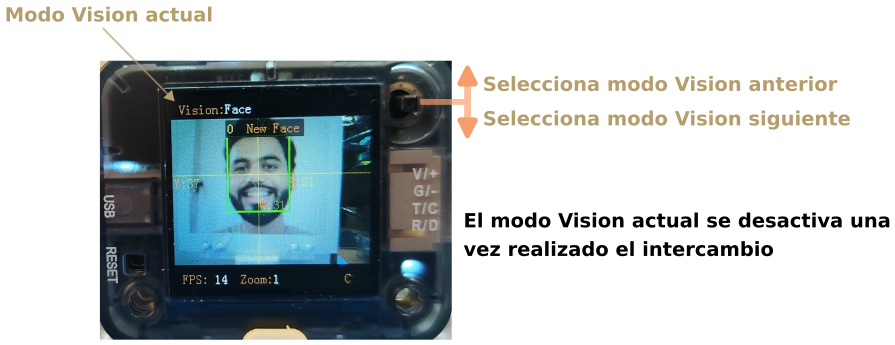 Modo Vision actual
Selecciona modo Vision anterior
Selecciona modo Vision siguiente
Vision:Face
0 New Face
V/+
G/-
T/C
R/D
USB
RESET
El modo Vision actual se desactiva una
vez realizado el intercambio
FPS: 14 Zoom:1 C